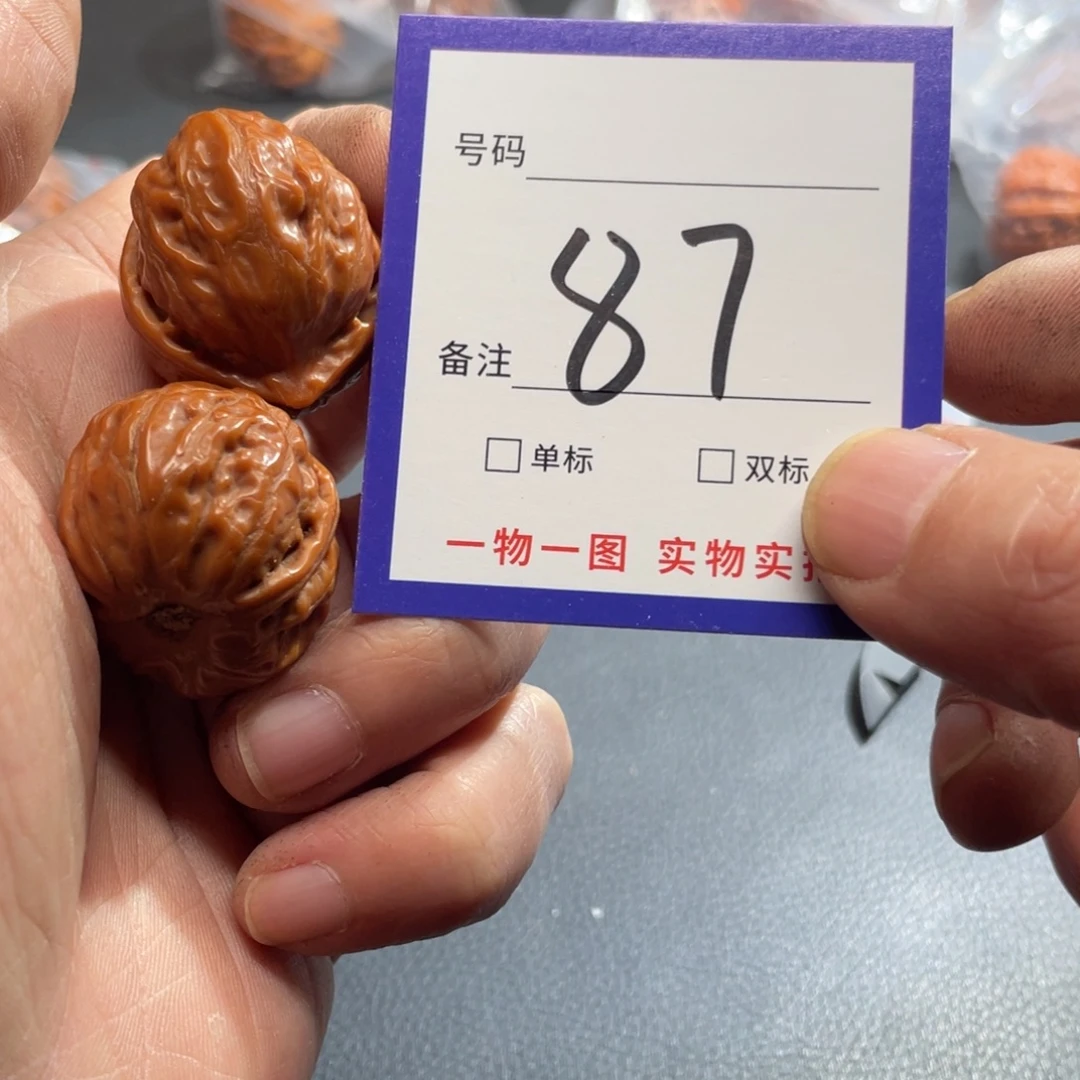 号码
87
备注
□ 单标 □ 双标
一物一图 实物实